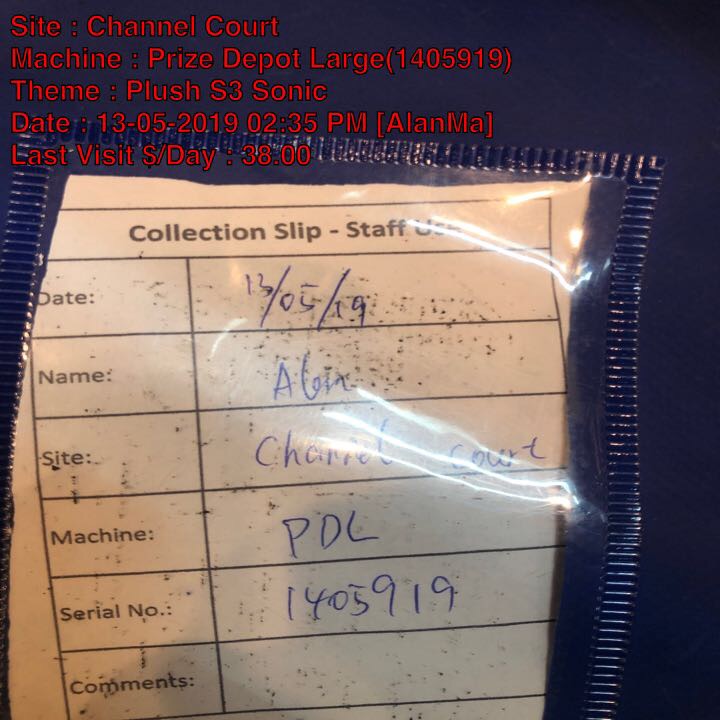 Site : Channel Court
Machine : Prize Depot Large(1405919)
Theme : Plush S3 Sonic
Date : 13-05-2019 02:35 PM [AlanMa]
Last Visit $/Day : 38.00
Collection Slip - Staff Use
Date: 13/05/19
Name: Alan
Site: Channel Court
Machine: PDL
Serial No.: 1405919
Comments: